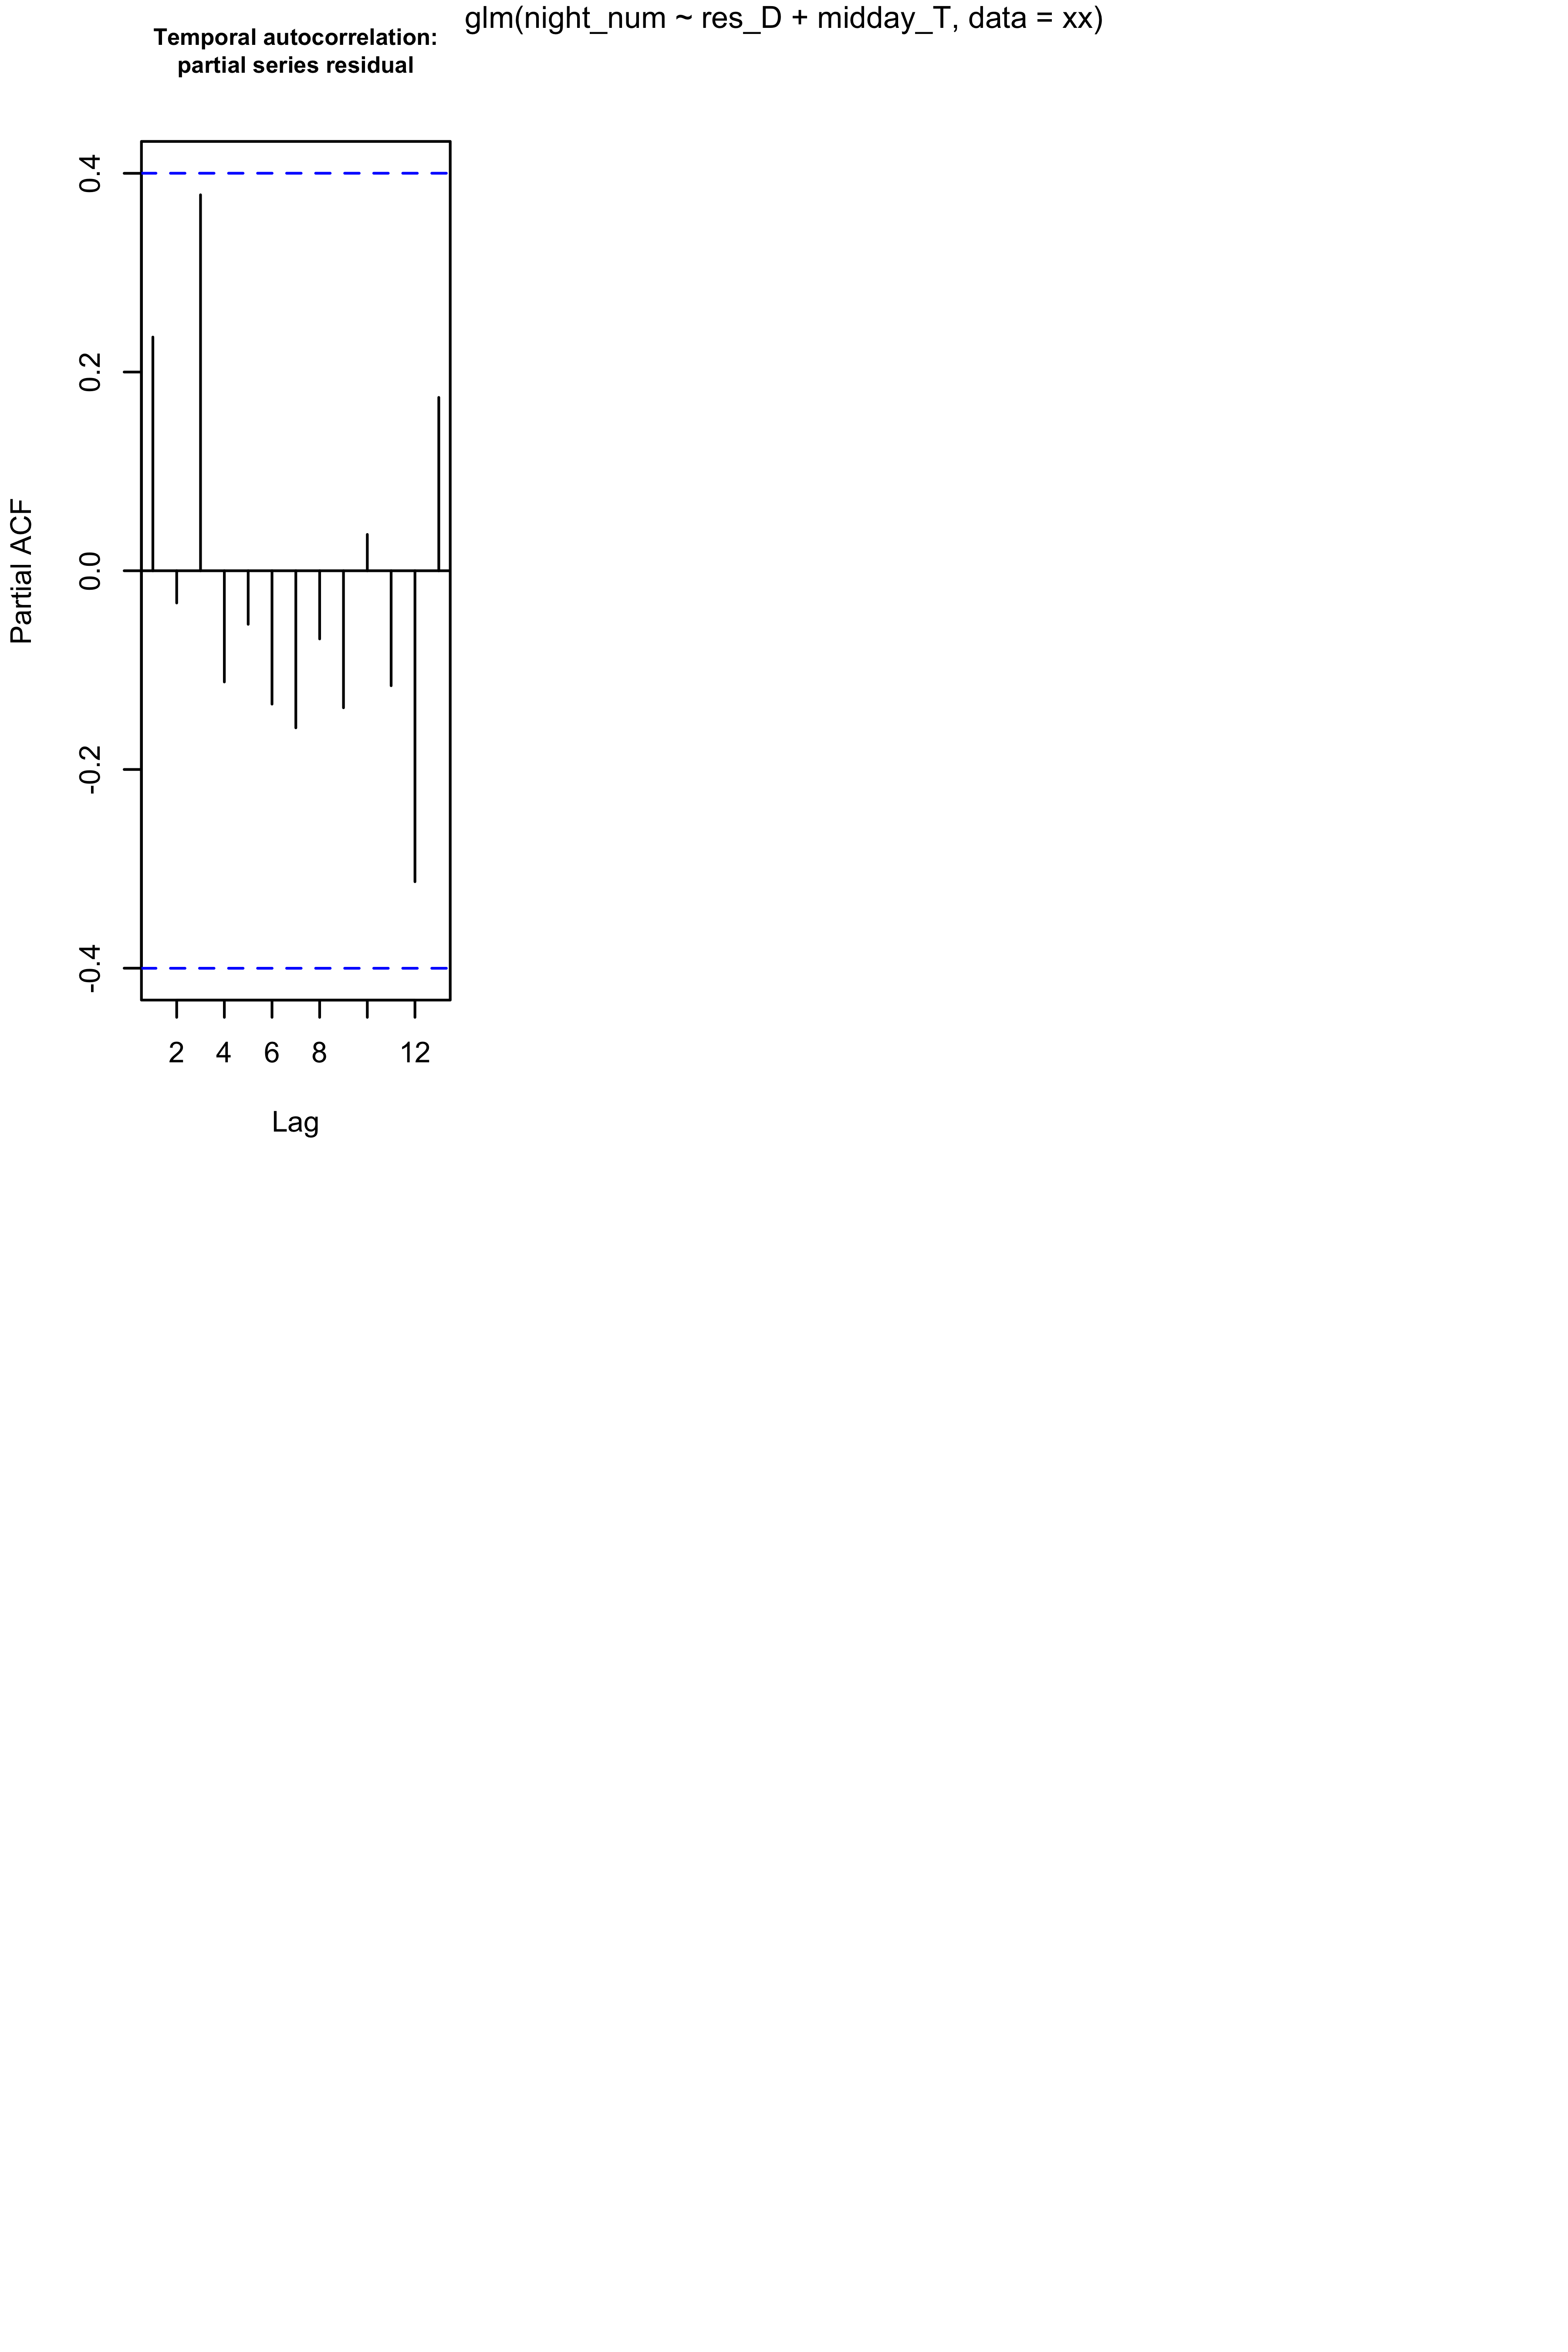 glm(night_num ~ res_D + midday_T, data = xx)
Temporal autocorrelation:
partial series residual
Partial ACF
0.4
0.2
0.0
-0.2
-0.4
2 4 6 8 12
Lag